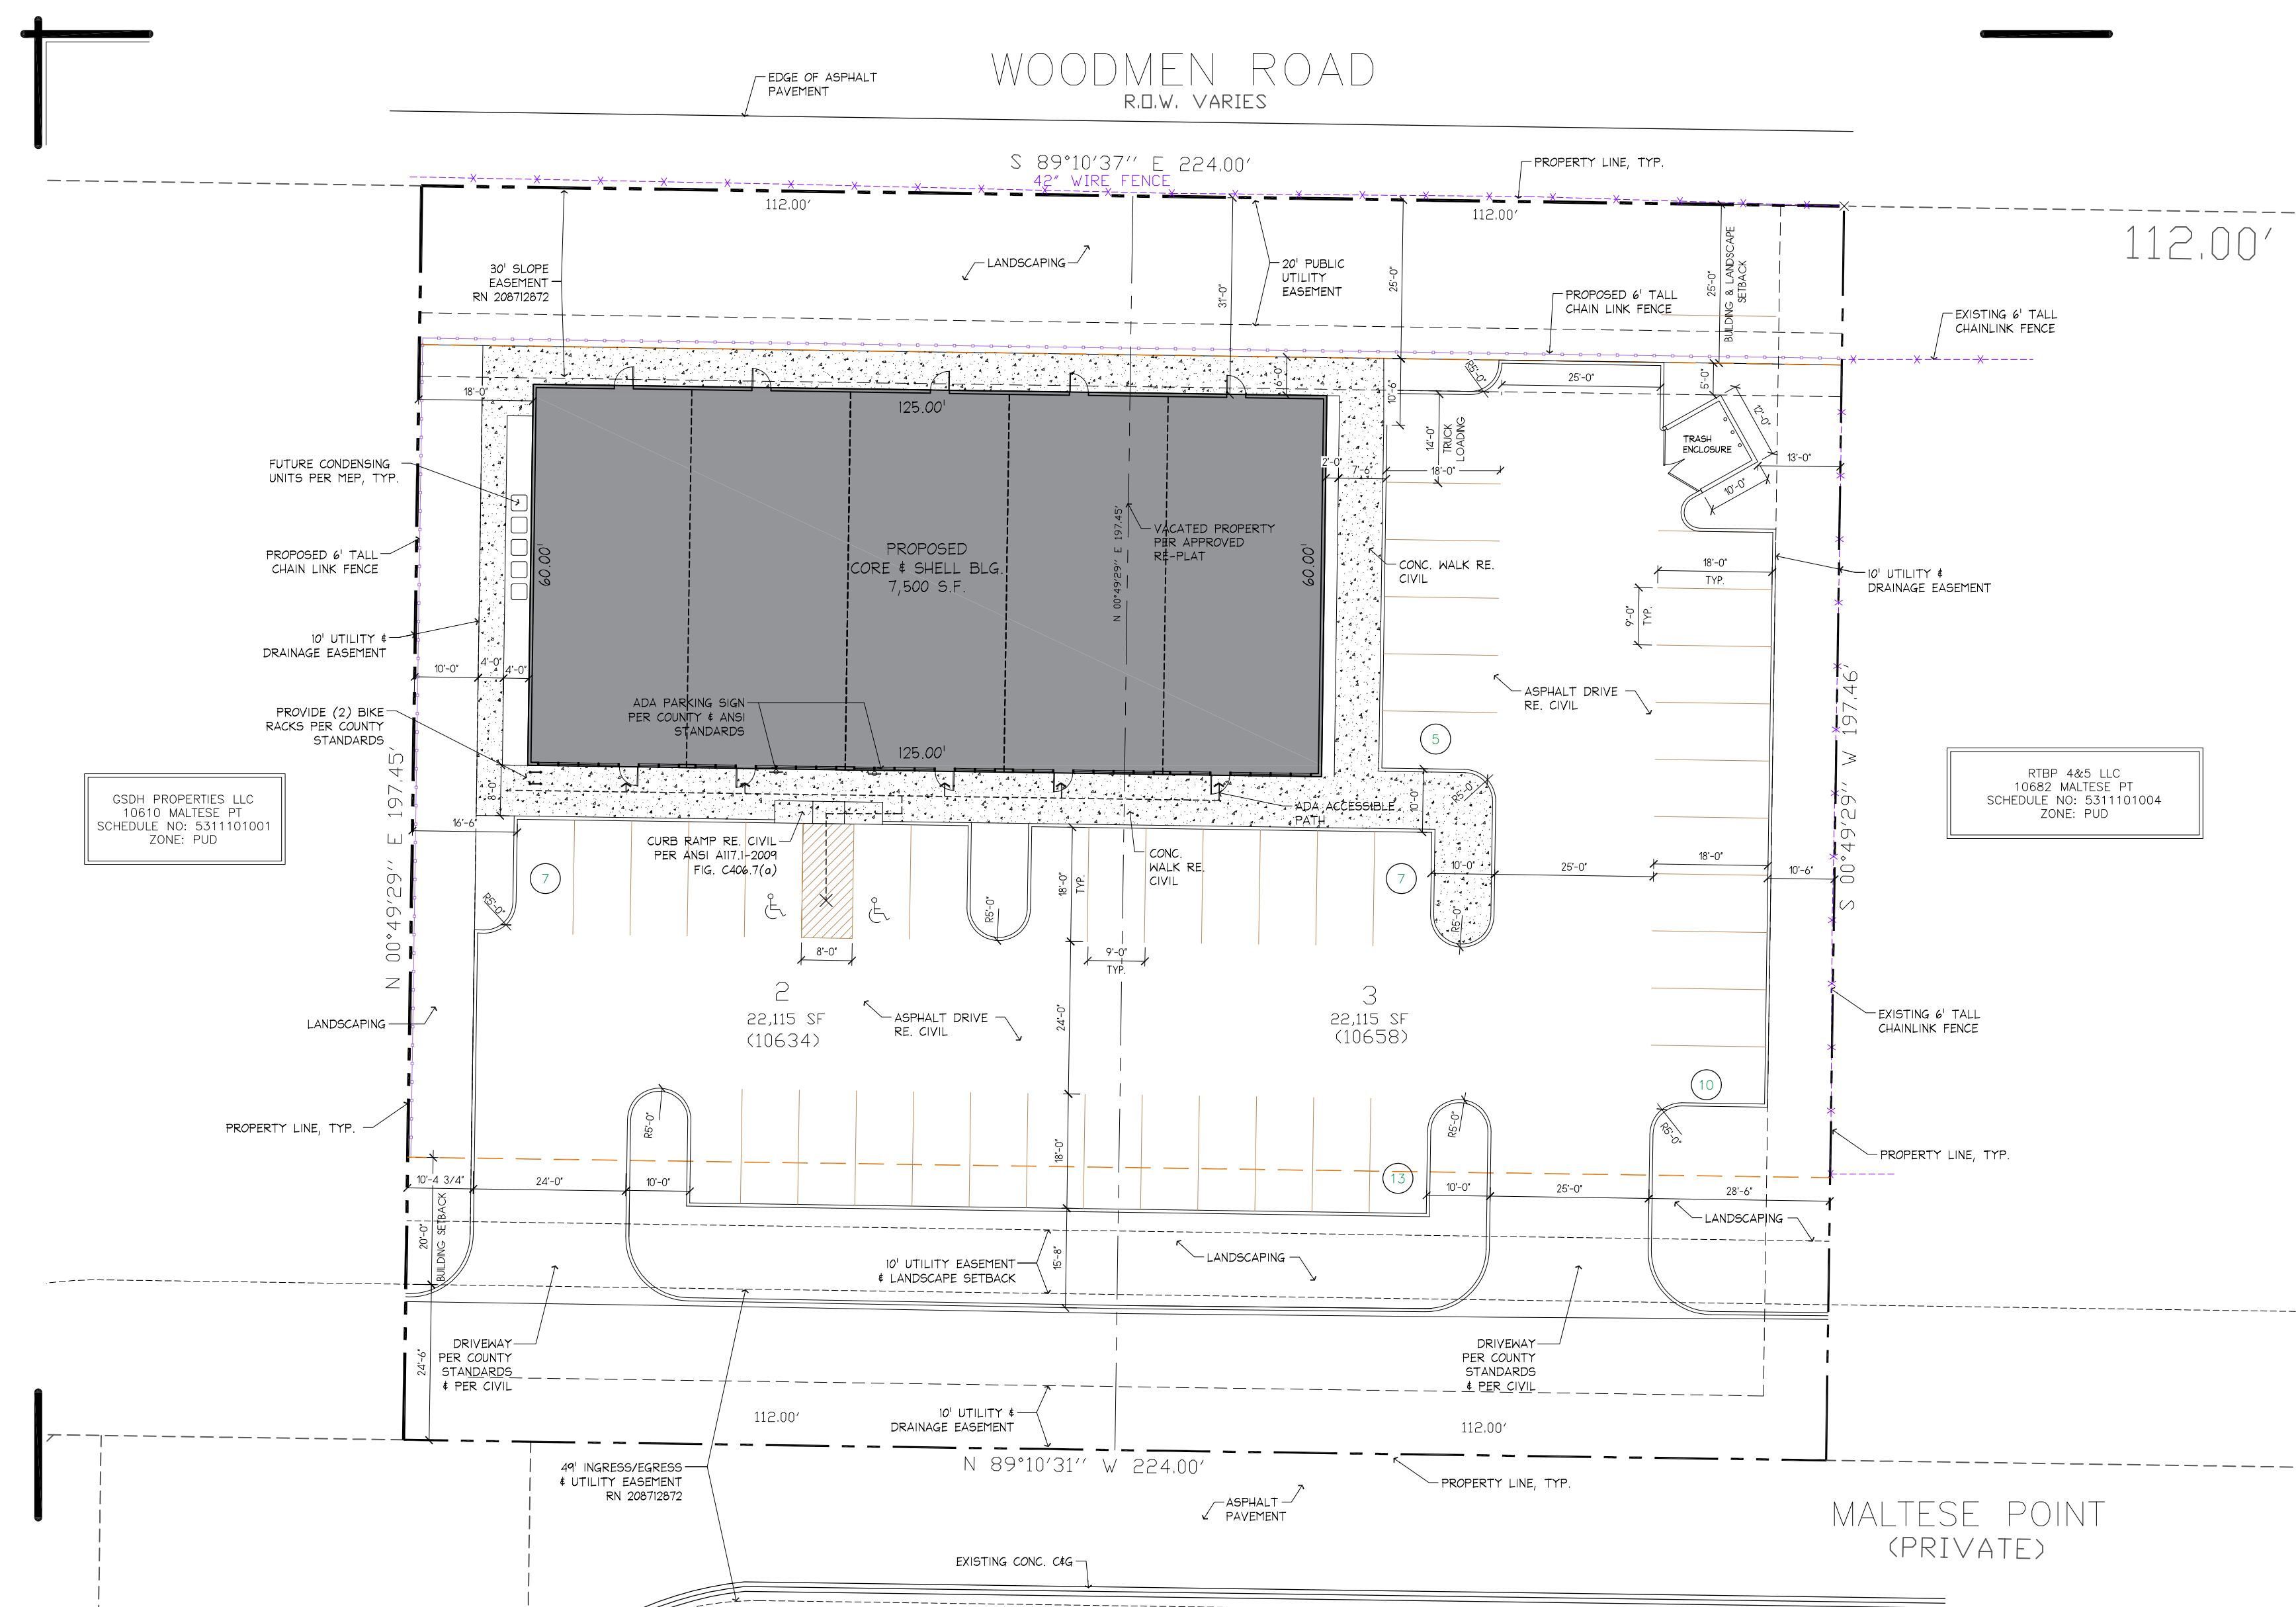 WOODMEN ROAD
R.O.W. VARIES
EDGE OF ASPHALT
PAVEMENT
S 89°10'37'' E 224.00'
42" WIRE FENCE
PROPERTY LINE, TYP.
112.00'
112.00'
112.00'
30' SLOPE
EASEMENT
RN 208712872
LANDSCAPING
31'-0"
20' PUBLIC
UTILITY
EASEMENT
25'-0"
PROPOSED 6' TALL
CHAIN LINK FENCE
25'-0"
BUILDING & LANDSCAPE
SETBACK
EXISTING 6' TALL
CHAINLINK FENCE
18'-0"
125.00'
6'-0"
10'-6"
R5'-0"
25'-0"
5'-0"
12'-0"
14'-0"
TRUCK
LOADING
TRASH
ENCLOSURE
10'-0"
13'-0"
2'-0"
7'-6"
18'-0"
FUTURE CONDENSING
UNITS PER MEP, TYP.
PROPOSED 6' TALL
CHAIN LINK FENCE
60.00'
PROPOSED
CORE & SHELL BLG.
7,500 S.F.
N 00°49'29'' E 197.45'
VACATED PROPERTY
PER APPROVED
RE-PLAT
60.00'
CONC. WALK RE.
CIVIL
18'-0"
TYP.
9'-0"
TYP.
10' UTILITY &
DRAINAGE EASEMENT
10' UTILITY &
DRAINAGE EASEMENT
10'-0"
4'-0"
4'-0"
ADA PARKING SIGN
PER COUNTY & ANSI
STANDARDS
ASPHALT DRIVE
RE. CIVIL
PROVIDE (2) BIKE
RACKS PER COUNTY
STANDARDS
125.00'
5
N 00°49'29'' E 197.45'
S 00°49'29'' W 197.46'
GSDH PROPERTIES LLC
10610 MALTESE PT
SCHEDULE NO: 5311101001
ZONE: PUD
RTBP 4&5 LLC
10682 MALTESE PT
SCHEDULE NO: 5311101004
ZONE: PUD
8'-0"
16'-6"
ADA ACCESSIBLE
PATH
10'-0"
R5'-0"
CURB RAMP RE. CIVIL
PER ANSI A117.1-2009
FIG. C406.7(a)
CONC.
WALK RE.
CIVIL
7
R5'-0"
R5'-0"
18'-0"
TYP.
7
10'-0"
R5'-0"
25'-0"
18'-0"
10'-6"
8'-0"
9'-0"
TYP.
2
22,115 SF
(10634)
ASPHALT DRIVE
RE. CIVIL
24'-0"
3
22,115 SF
(10658)
LANDSCAPING
EXISTING 6' TALL
CHAINLINK FENCE
10
PROPERTY LINE, TYP.
R5'-0"
18'-0"
R5'-0"
R5'-0"
PROPERTY LINE, TYP.
13
10'-4 3/4"
24'-0"
10'-0"
10'-0"
25'-0"
28'-6"
20'-0"
BUILDING SETBACK
LANDSCAPING
10' UTILITY EASEMENT
& LANDSCAPE SETBACK
15'-8"
LANDSCAPING
24'-6"
DRIVEWAY
PER COUNTY
STANDARDS
& PER CIVIL
DRIVEWAY
PER COUNTY
STANDARDS
& PER CIVIL
112.00'
10' UTILITY &
DRAINAGE EASEMENT
112.00'
N 89°10'31'' W 224.00'
49' INGRESS/EGRESS
& UTILITY EASEMENT
RN 208712872
PROPERTY LINE, TYP.
ASPHALT
PAVEMENT
MALTESE POINT
(PRIVATE)
EXISTING CONC. C&G